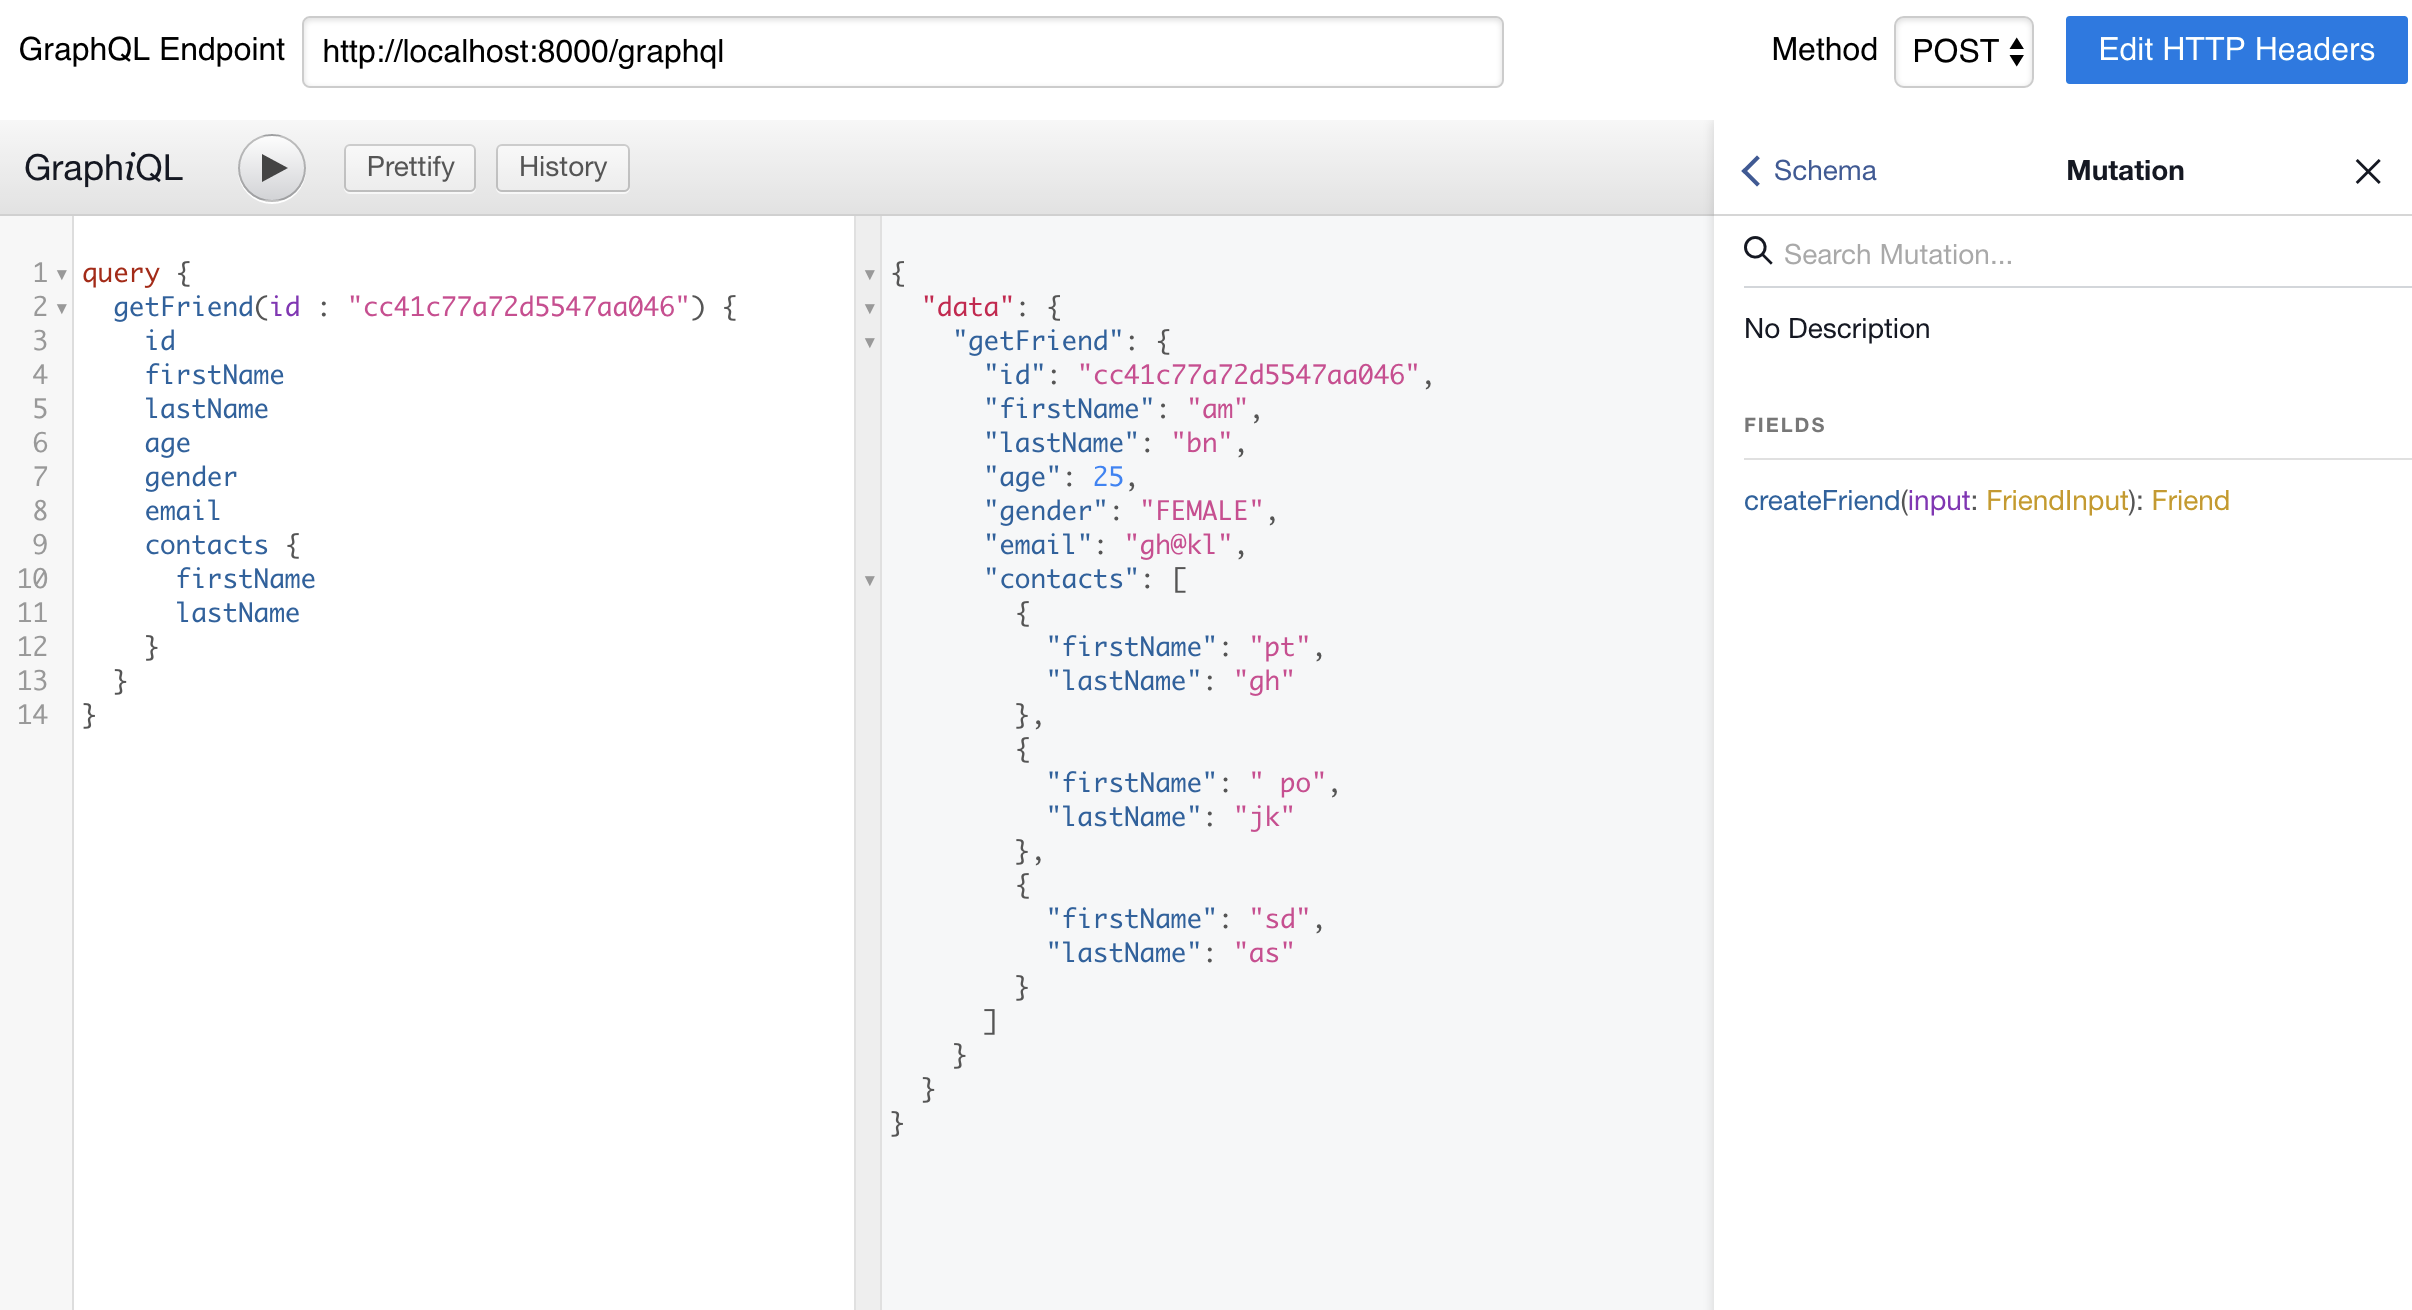 GraphQL Endpoint http://localhost:8000/graphql Method POST Edit HTTP Headers
GraphiQL Prettify History
1 query {
2 getFriend(id : "cc41c77a72d5547aa046") {
3 id
4 firstName
5 lastName
6 age
7 gender
8 email
9 contacts {
10 firstName
11 lastName
12 }
13 }
14 }
{
"data": {
"getFriend": {
"id": "cc41c77a72d5547aa046",
"firstName": "am",
"lastName": "bn",
"age": 25,
"gender": "FEMALE",
"email": "gh@kl",
"contacts": [
{
"firstName": "pt",
"lastName": "gh"
},
{
"firstName": " po",
"lastName": "jk"
},
{
"firstName": "sd",
"lastName": "as"
}
]
}
}
}
Schema Mutation
Search Mutation...
No Description
FIELDS
createFriend(input: FriendInput): Friend